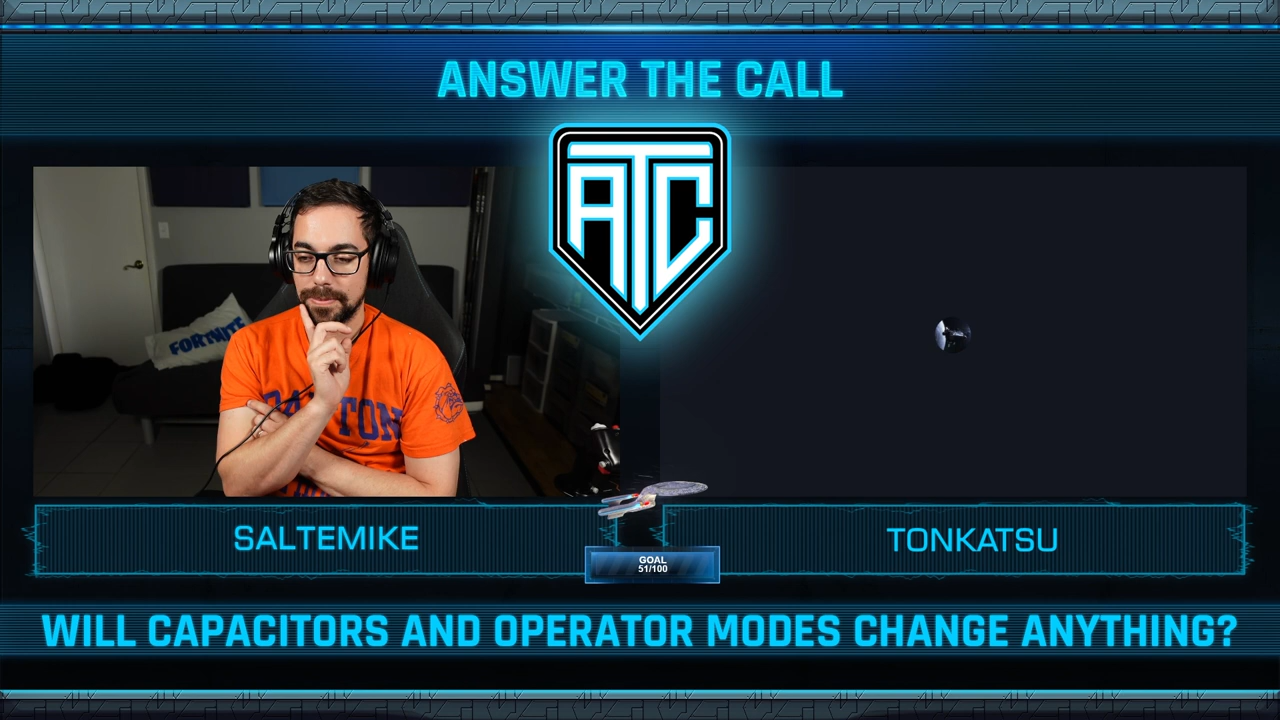 ANSWER THE CALL
ATC
FORTNITE
SALTEMIKE
TONKATSU
GOAL
51/100
WILL CAPACITORS AND OPERATOR MODES CHANGE ANYTHING?